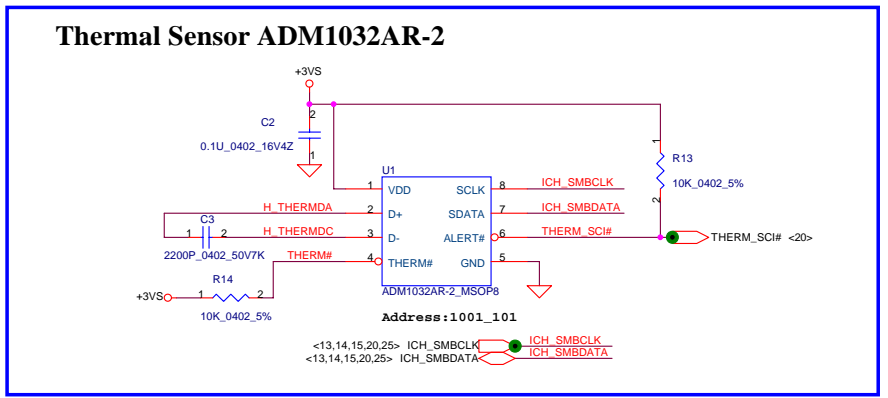 Thermal Sensor ADM1032AR-2
+3VS
2
C2
0.1U_0402_16V4Z
1
1
R13
10K_0402_5%
2
U1
1 VDD SCLK 8 ICH_SMBCLK
H_THERMDA 2 D+ SDATA 7 ICH_SMBDATA
C3
1 2 H_THERMDC 3 D- ALERT# 6 THERM_SCI# THERM_SCI# <20>
2200P_0402_50V7K
THERM# 4 THERM# GND 5
R14
+3VS 1 2
10K_0402_5%
ADM1032AR-2_MSOP8
Address:1001_101
<13,14,15,20,25> ICH_SMBCLK ICH_SMBCLK
<13,14,15,20,25> ICH_SMBDATA ICH_SMBDATA